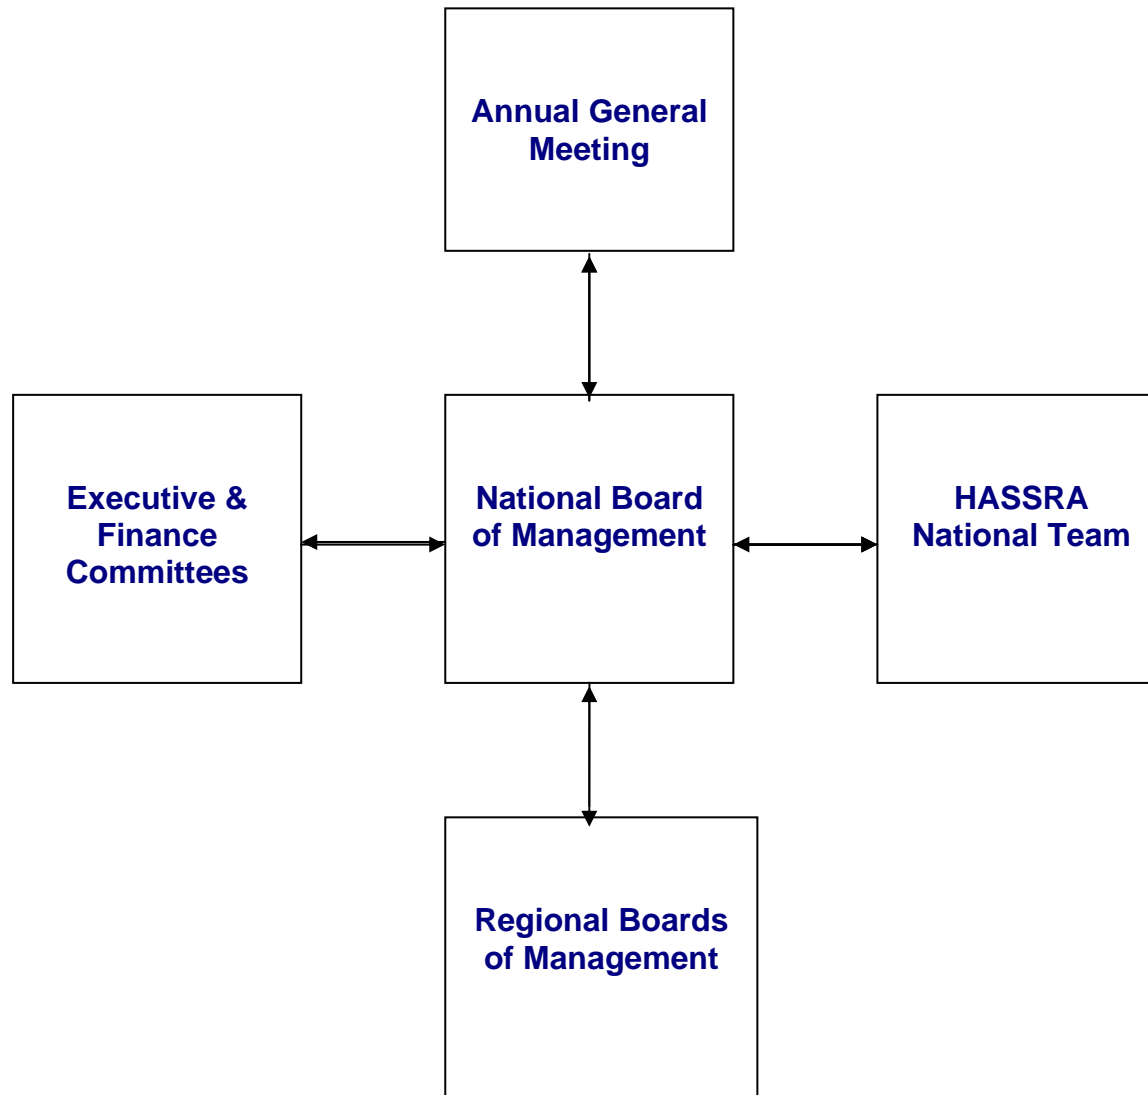 Annual General
Meeting
Executive &
Finance
Committees
National Board
of Management
HASSRA
National Team
Regional Boards
of Management